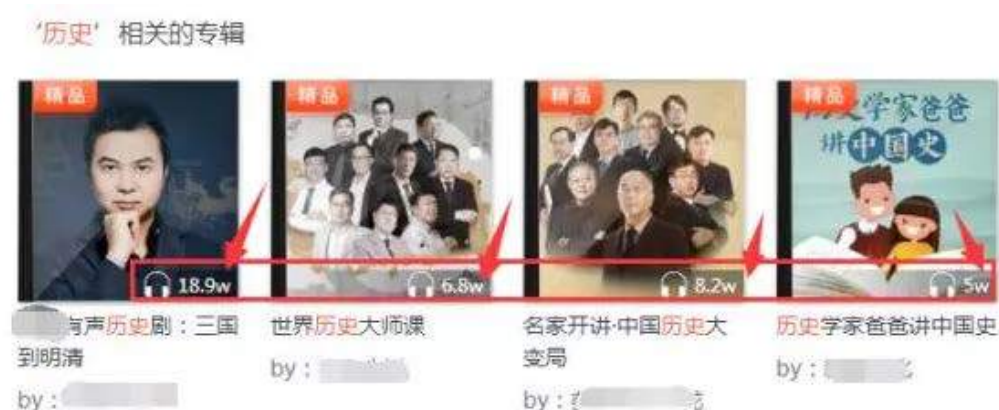 ‘历史’ 相关的专辑
精品
精品
精品
精品
历史学家爸爸
讲中国史
18.9w
6.8w
8.2w
5w
有声历史剧：三国
到明清
by：
世界历史大师课
by：
名家开讲·中国历史大
变局
by：
历史学家爸爸讲中国史
by：